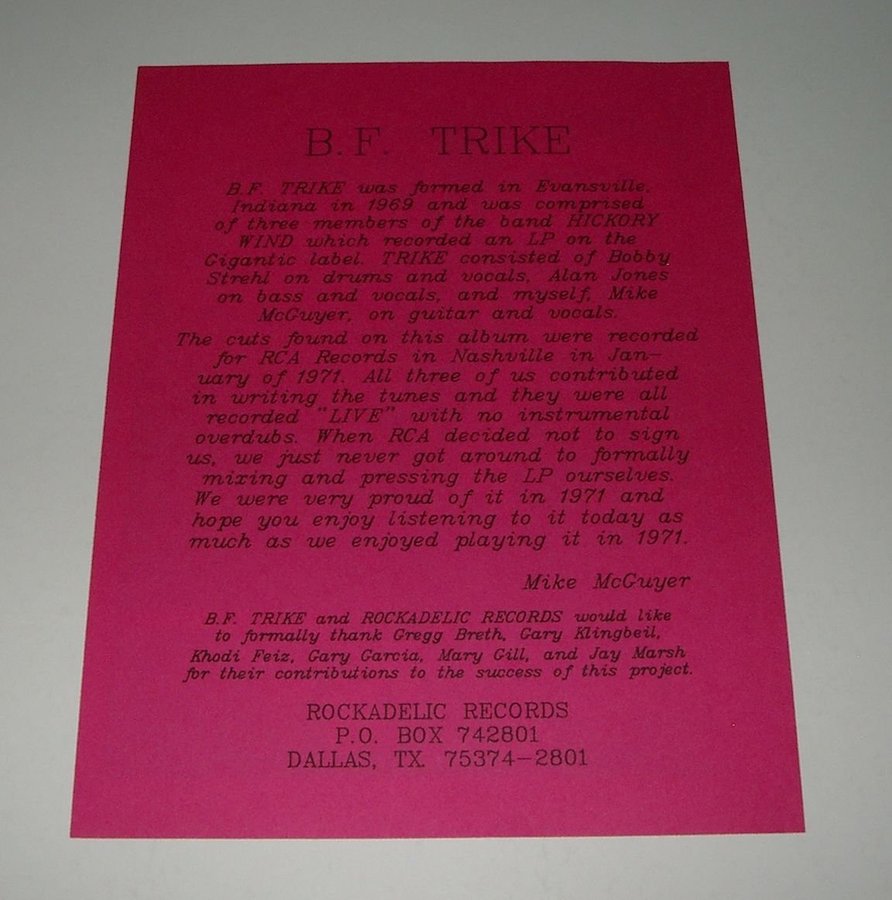 B.F. TRIKE
B.F. TRIKE was formed in Evansville,
Indiana in 1969 and was comprised
of three members of the band HICKORY
WIND which recorded an LP on the
Gigantic label. TRIKE consisted of Bobby
Strehl on drums and vocals, Alan Jones
on bass and vocals, and myself, Mike
McGuyer, on guitar and vocals.
The cuts found on this album were recorded
for RCA Records in Nashville in Jan-
uary of 1971. All three of us contributed
in writing the tunes and they were all
recorded "LIVE" with no instrumental
overdubs. When RCA decided not to sign
us, we just never got around to formally
mixing and pressing the LP ourselves.
We were very proud of it in 1971 and
hope you enjoy listening to it today as
much as we enjoyed playing it in 1971.
Mike McGuyer
B.F. TRIKE and ROCKADELIC RECORDS would like
to formally thank Gregg Breth, Gary Klingbeil,
Khodi Feiz, Gary Garcia, Mary Gill, and Jay Marsh
for their contributions to the success of this project.
ROCKADELIC RECORDS
P.O. BOX 742801
DALLAS, TX. 75374-2801